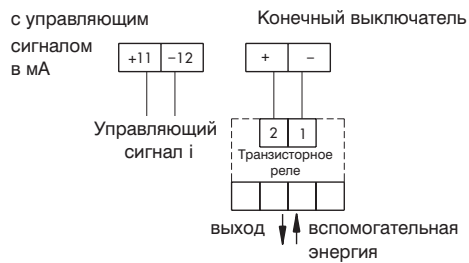 с управляющим
сигналом
в мА
Конечный выключатель
+11 –12
+ –
Управляющий
сигнал i
2 1
Транзисторное
реле
выход
вспомогательная
энергия